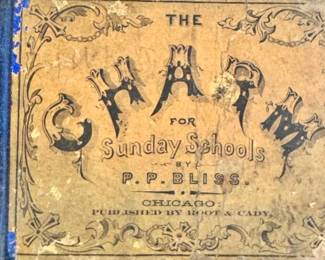 THE
CHARM
FOR
Sunday Schools
BY
P. P. BLISS.
CHICAGO:
PUBLISHED BY ROOT & CADY,